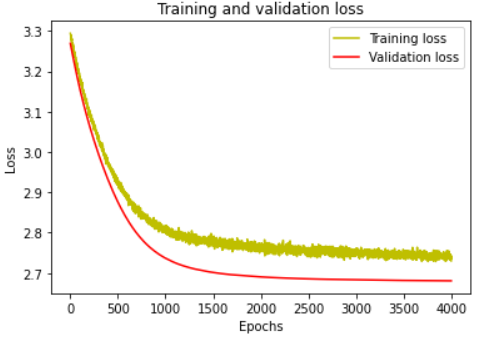 Training and validation loss
3.3
3.2
3.1
3.0
2.9
2.8
2.7
Loss
Training loss
Validation loss
0 500 1000 1500 2000 2500 3000 3500 4000
Epochs